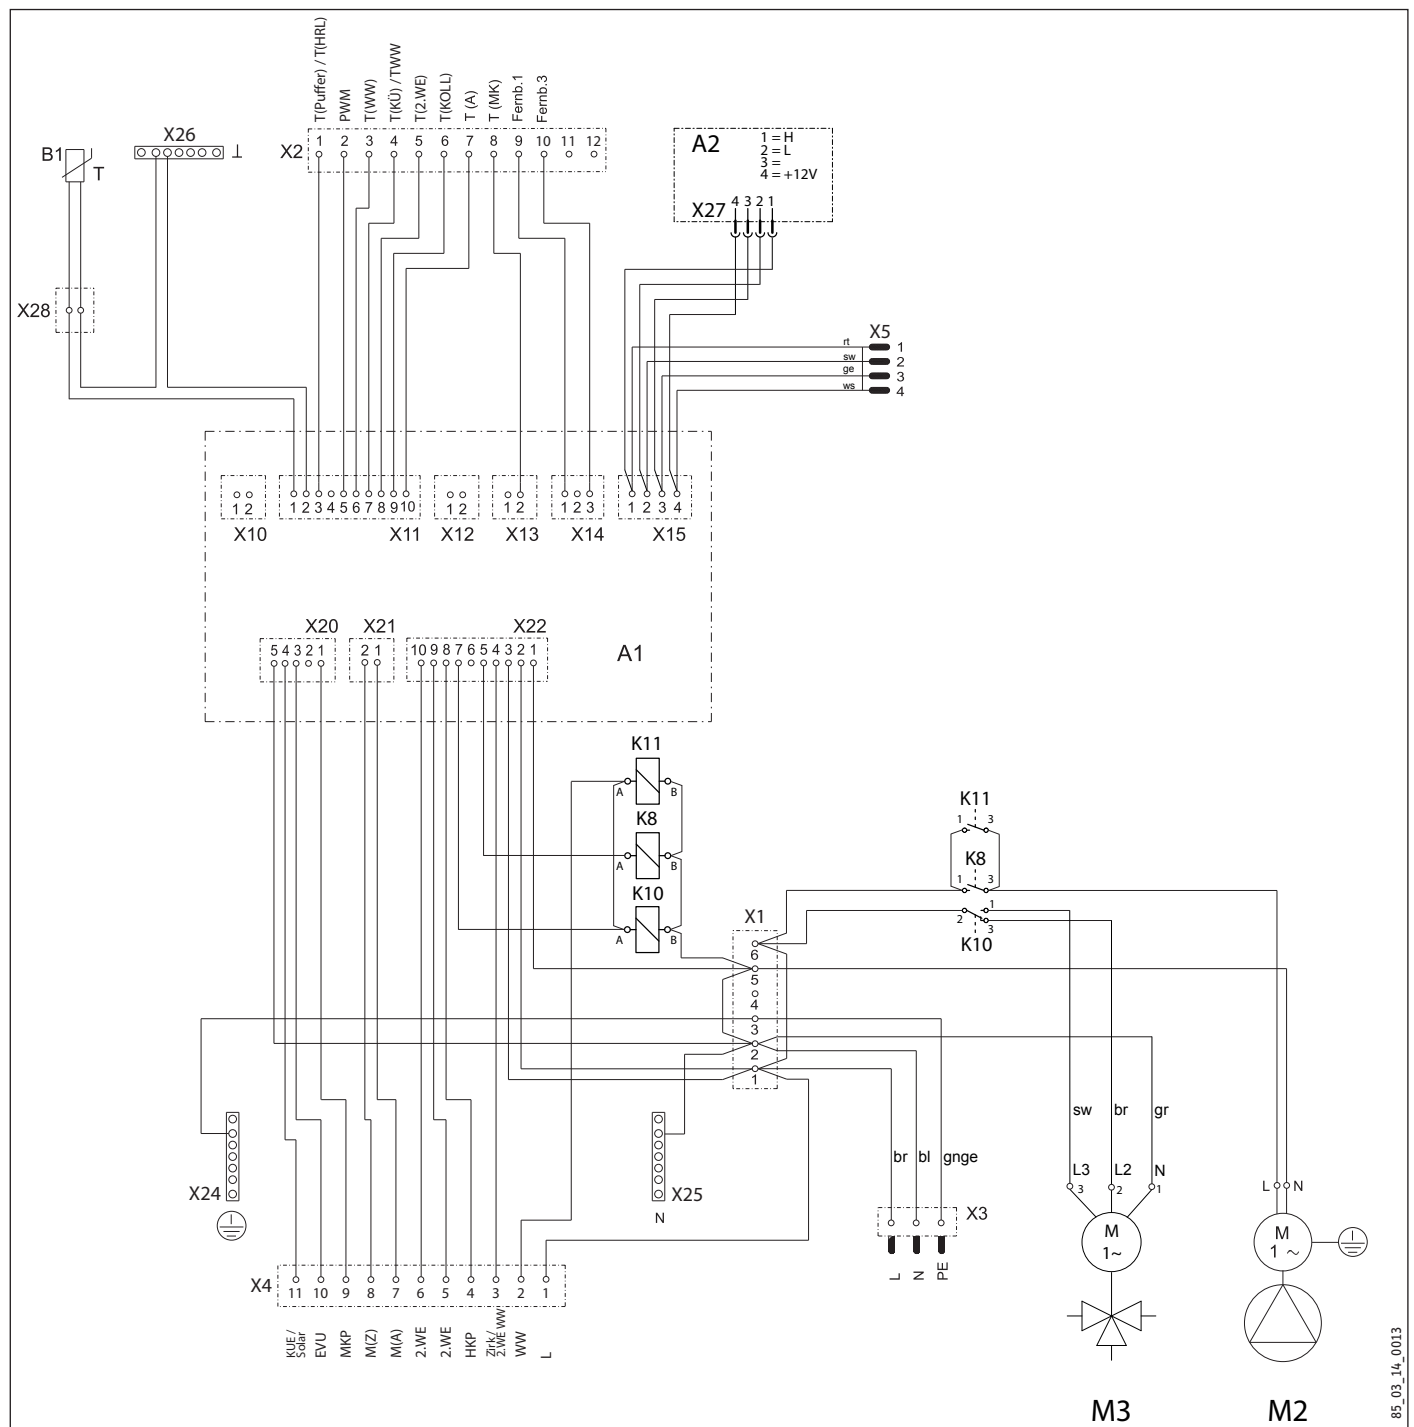 T(Puffer) / T(HRL)
PWM
T(WW)
T(KÜ) / TWW
T(2.WE)
T(KOLL)
T (A)
T (MK)
Fernb.1
Fernb.3
X26
B1
T
X2
1 2 3 4 5 6 7 8 9 10 11 12
A2
1 = H
2 = L
3 =
4 = +12V
X27
4 3 2 1
X28
X5
rt 1
sw 2
ge 3
ws 4
1 2
1 2 3 4 5 6 7 8 9 10
1 2
1 2
1 2 3
1 2 3 4
X10 X11 X12 X13 X14 X15
X20 X21 X22
5 4 3 2 1
2 1
10 9 8 7 6 5 4 3 2 1
A1
K11
A B
K8
A B
K10
A B
K11
1 3
K8
1 3
1
2 3
K10
X1
6
5
4
3
2
1
sw br gr
br bl gnge
L3 L2 N
3 2 1
L N
X24
X25
N
X3
L
N
PE
M
1~
M
1 ~
X4
11 10 9 8 7 6 5 4 3 2 1
KUE /
Solar
EVU
MKP
M(Z)
M(A)
2.WE
2.WE
HKP
Zirk /
2.WE WW
WW
L
M3
M2
85_03_14_0013